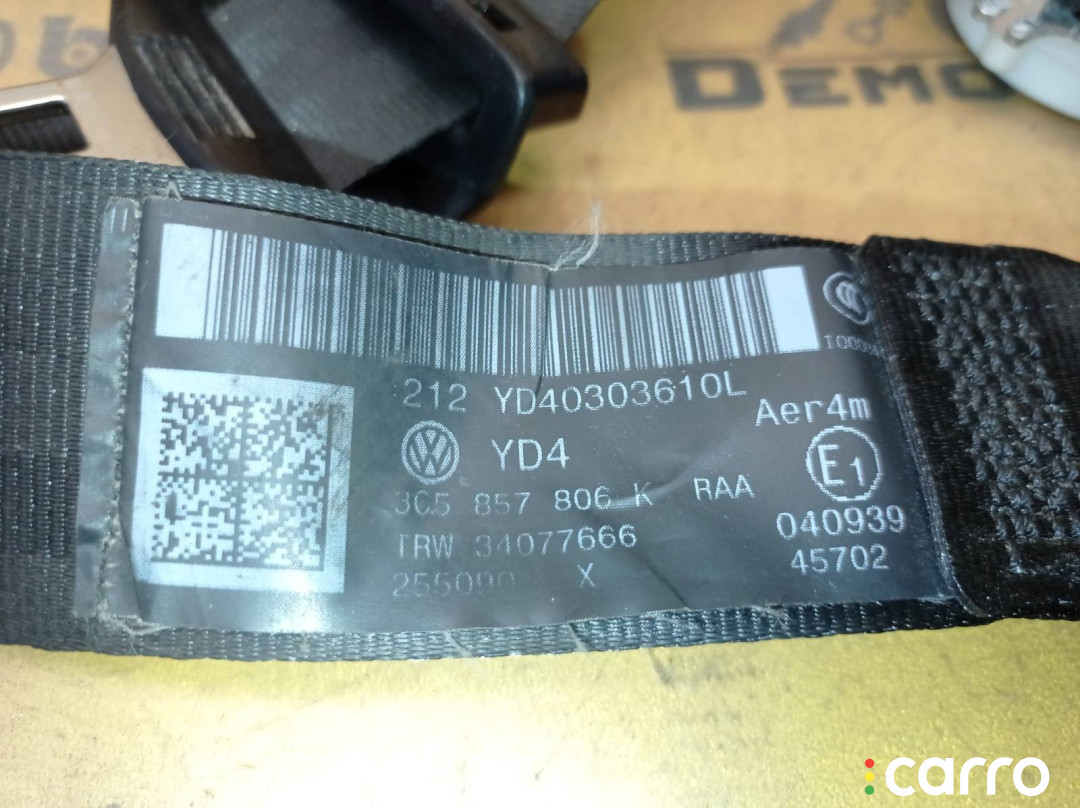 DEMO
A
212 YD40303610L
Aer4m
YD4
E1
3C5 857 806 K RAA
040939
TRW 34077666
45702
X
carro